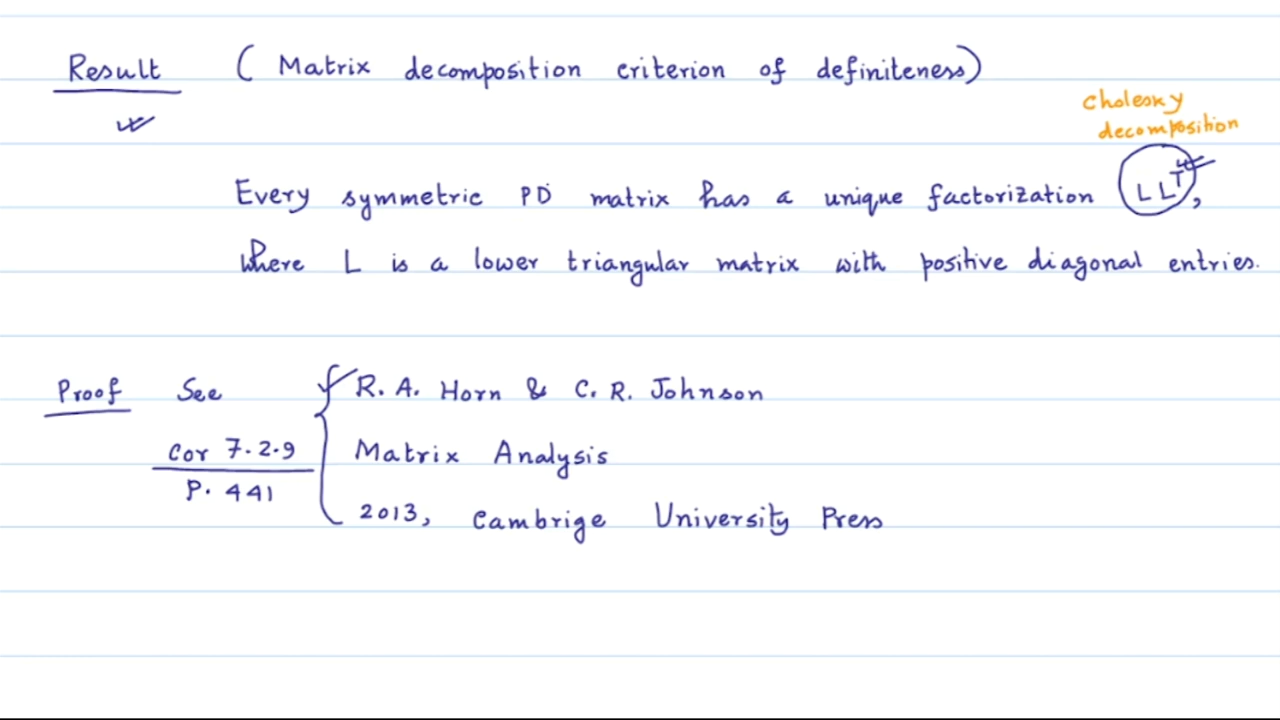 Result ( Matrix decomposition criterion of definiteness)
Cholesky
decomposition
Every symmetric PD matrix has a unique factorization LLᵀ,
where L is a lower triangular matrix with positive diagonal entries.
Proof See R. A. Horn & C. R. Johnson
Cor 7.2.9 Matrix Analysis
P. 441
2013, Cambrige University Press